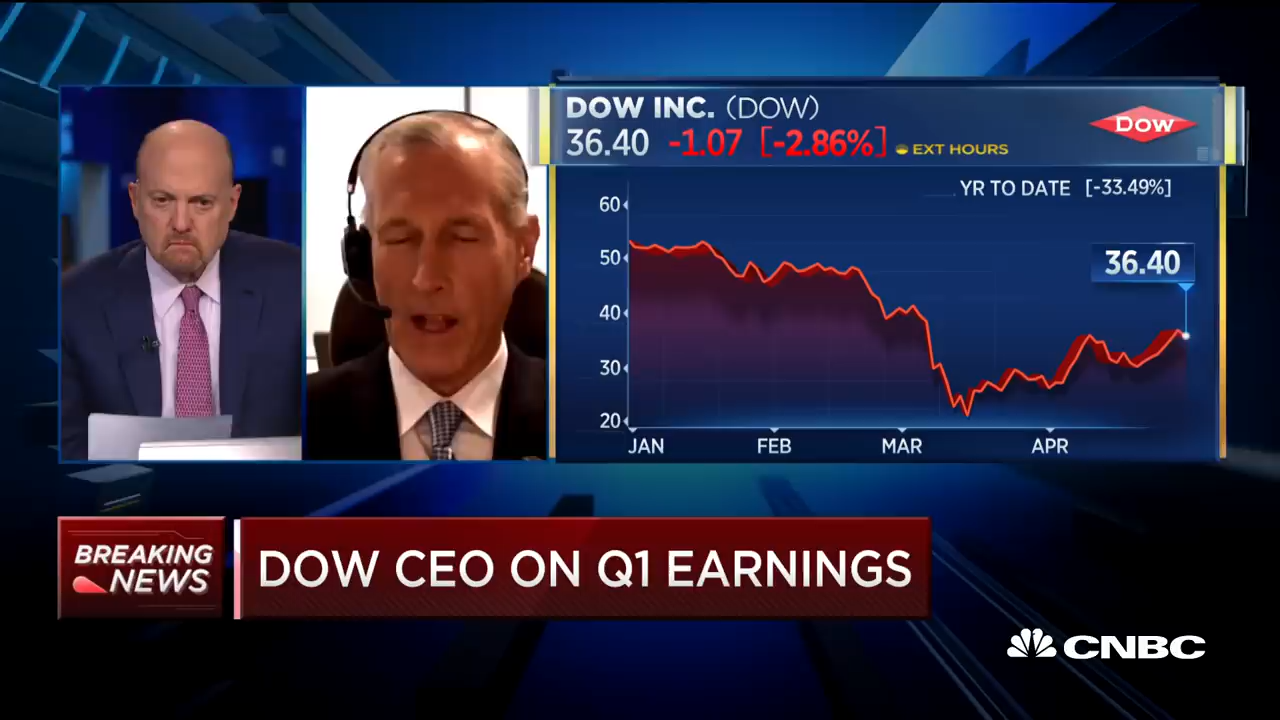 DOW INC. (DOW)
36.40 -1.07 [-2.86%] EXT HOURS
DOW
YR TO DATE [-33.49%]
60
50
40
30
20
36.40
JAN FEB MAR APR
BREAKING
NEWS
DOW CEO ON Q1 EARNINGS
CNBC